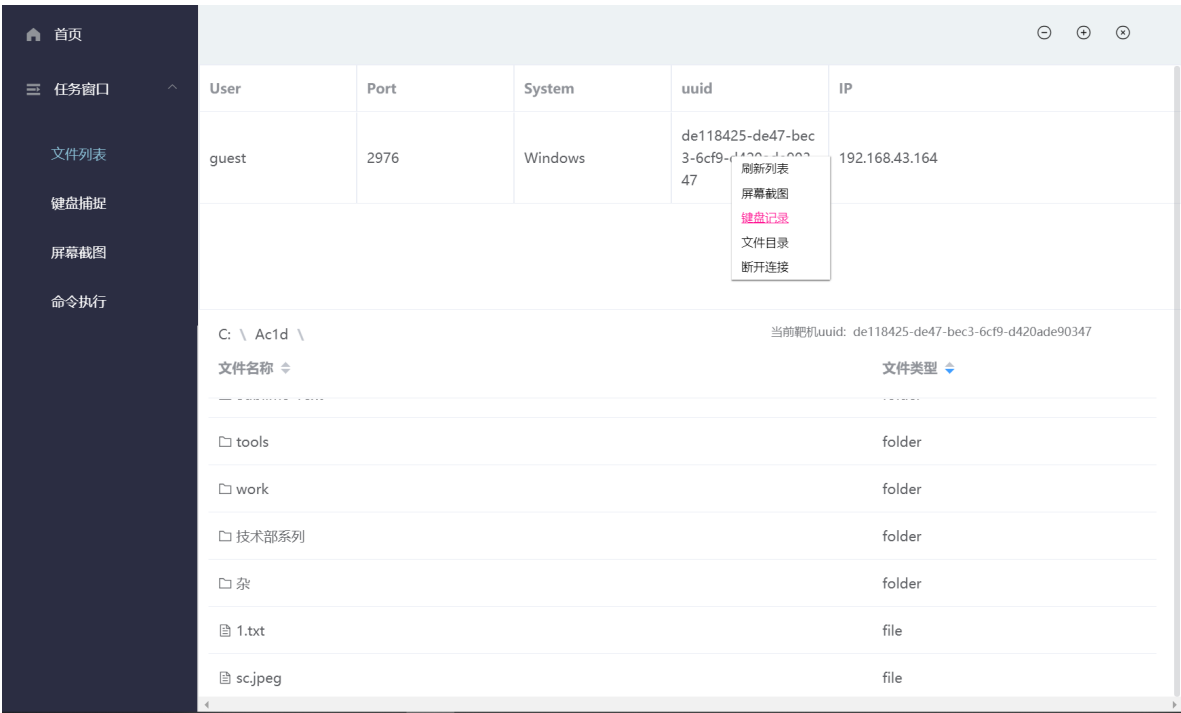 首页
任务窗口
文件列表
键盘捕捉
屏幕截图
命令执行
User Port System uuid IP
guest 2976 Windows de118425-de47-bec 192.168.43.164
3-6cf9-
47
刷新列表
屏幕截图
键盘记录
文件目录
断开连接
C: \ Ac1d \ 当前靶机uuid: de118425-de47-bec3-6cf9-d420ade90347
文件名称 文件类型
tools folder
work folder
技术部系列 folder
杂 folder
1.txt file
sc.jpeg file